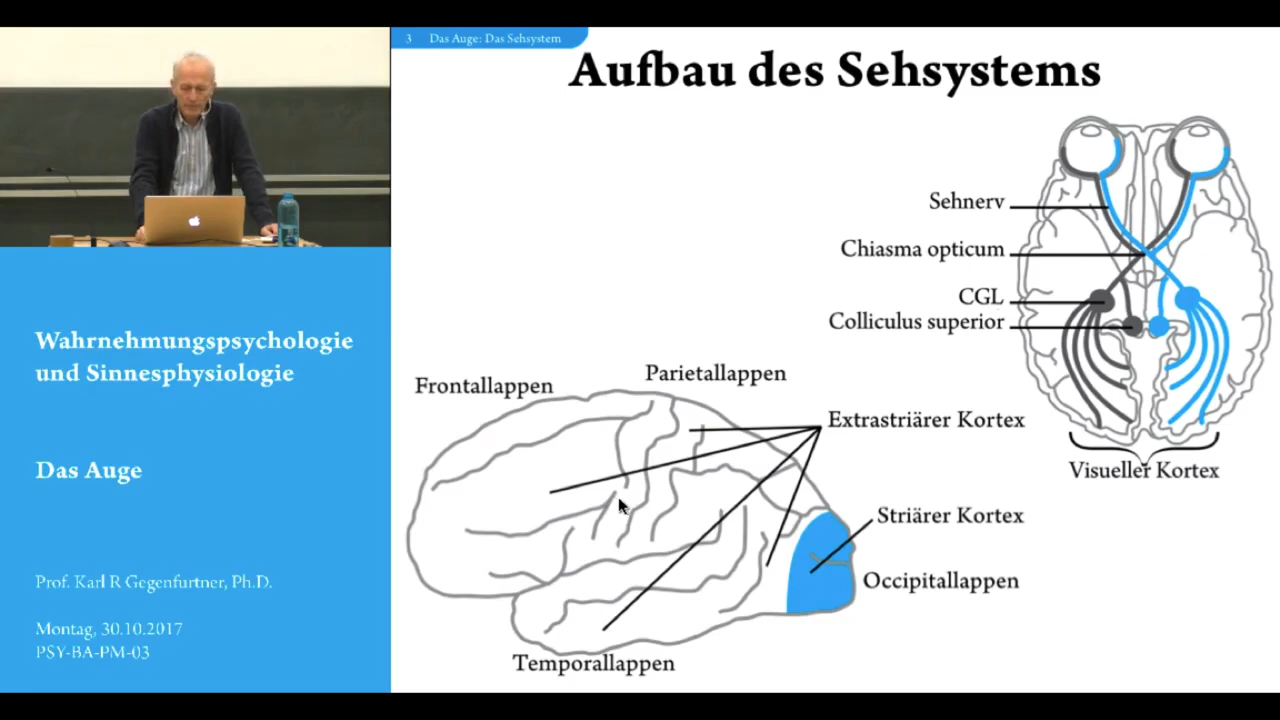 3 Das Auge: Das Sehsystem
Aufbau des Sehsystems
Wahrnehmungspsychologie
und Sinnesphysiologie
Das Auge
Prof. Karl R Gegenfurtner, Ph.D.
Montag, 30.10.2017
PSY-BA-PM-03
Sehnerv
Chiasma opticum
CGL
Colliculus superior
Visueller Kortex
Frontallappen
Parietallappen
Extrastriärer Kortex
Striärer Kortex
Occipitallappen
Temporallappen